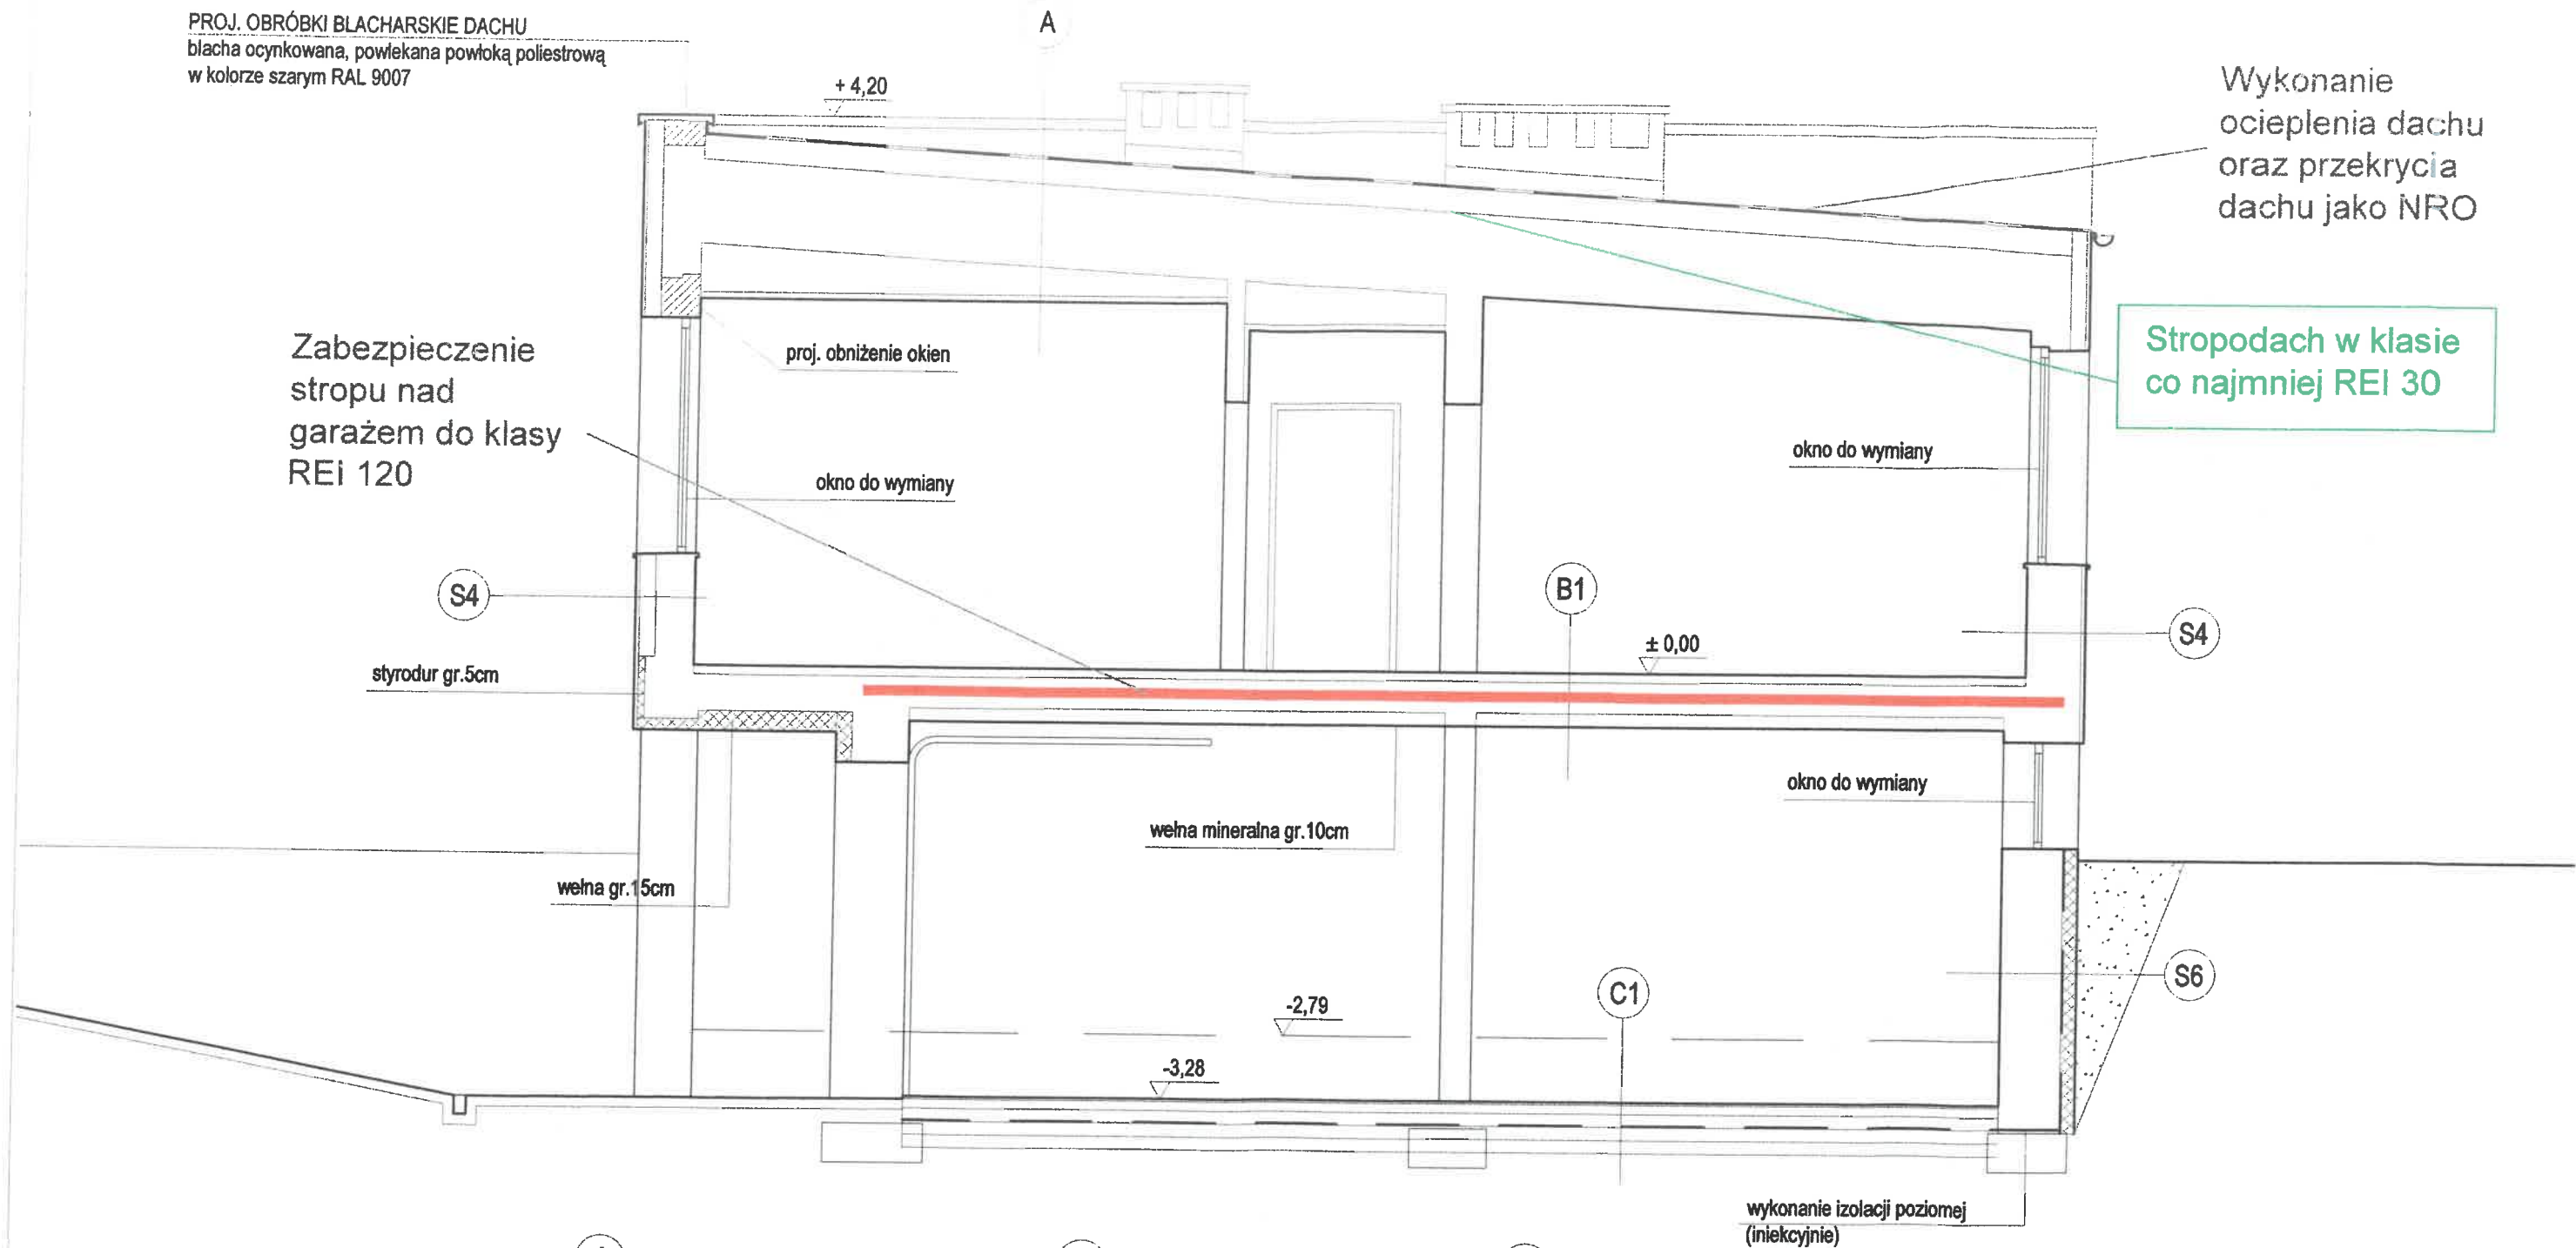 PROJ. OBRÓBKI BLACHARSKIE DACHU
blacha ocynkowana, powlekana powłoką poliestrową
w kolorze szarym RAL 9007
A
+ 4,20
Wykonanie
ocieplenia dachu
oraz przekrycia
dachu jako NRO
Stropodach w klasie
co najmniej REI 30
Zabezpieczenie
stropu nad
garażem do klasy
REI 120
proj. obniżenie okien
okno do wymiany
okno do wymiany
S4
B1
± 0,00
S4
styrodur gr.5cm
okno do wymiany
wełna mineralna gr.10cm
wełna gr.15cm
-2,79
C1
S6
-3,28
wykonanie izolacji poziomej
(iniekcyjnie)